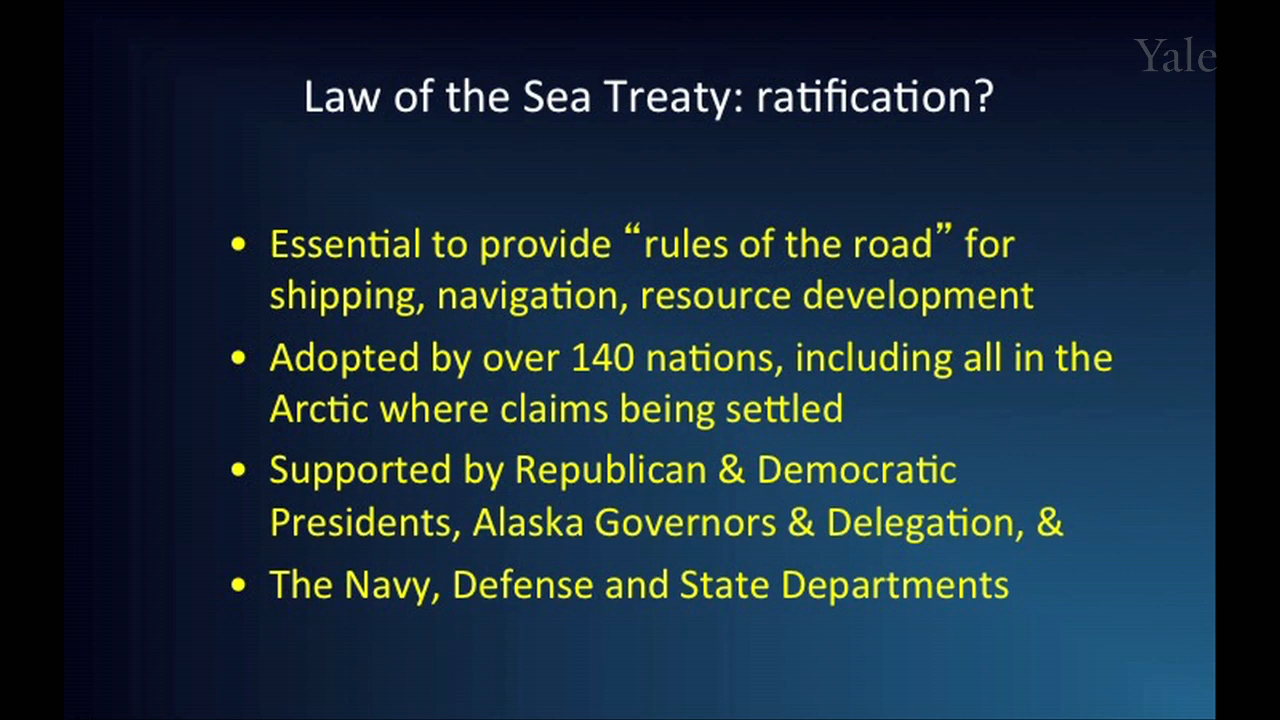 Yale
Law of the Sea Treaty: ratification?
• Essential to provide “rules of the road” for
shipping, navigation, resource development
• Adopted by over 140 nations, including all in the
Arctic where claims being settled
• Supported by Republican & Democratic
Presidents, Alaska Governors & Delegation, &
• The Navy, Defense and State Departments